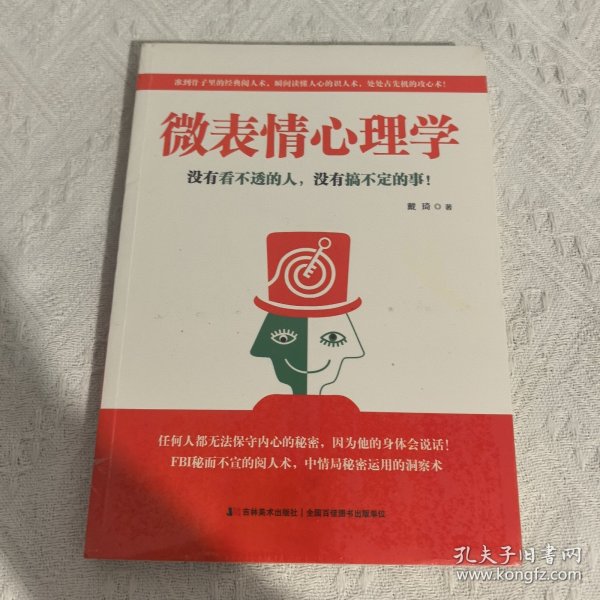 渗到骨子里的经典阅人术，瞬间读懂人心的识人术，处处占先机的攻心术！
微表情心理学
没有看不透的人，没有搞不定的事！
戴琦◎著
任何人都无法保守内心的秘密，因为他的身体会说话！
FBI秘而不宣的阅人术，中情局秘密运用的洞察术
吉林美术出版社 | 全国百佳图书出版单位
孔夫子旧书网
www.kongfz.com